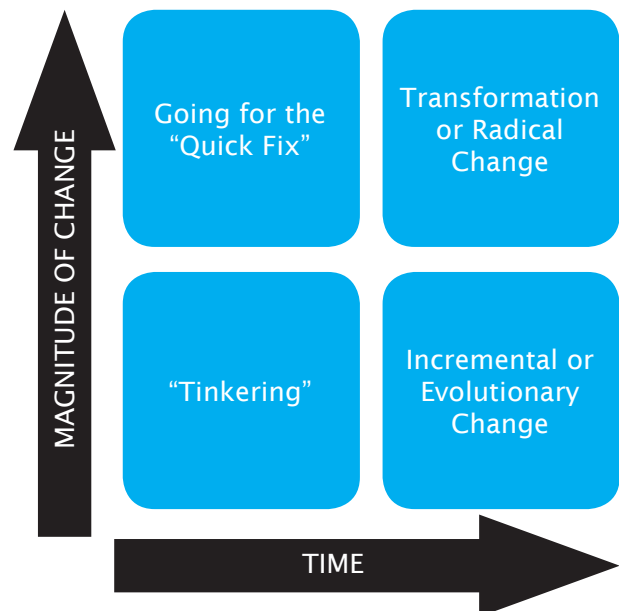 MAGNITUDE OF CHANGE
Going for the
“Quick Fix”
Transformation
or Radical
Change
“Tinkering”
Incremental or
Evolutionary
Change
TIME